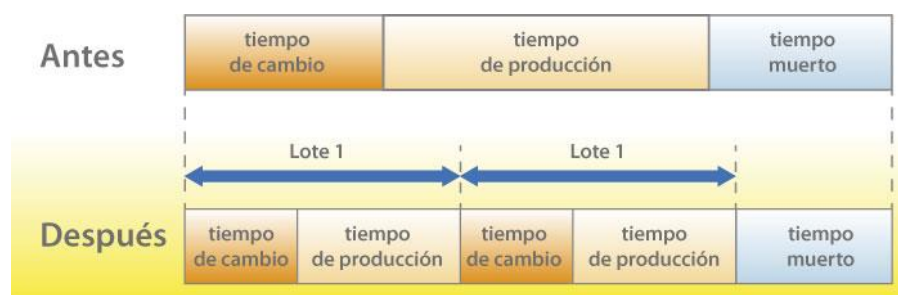 Antes
tiempo
de cambio
tiempo
de producción
tiempo
muerto
Lote 1
Lote 1
Después
tiempo
de cambio
tiempo
de producción
tiempo
de cambio
tiempo
de producción
tiempo
muerto